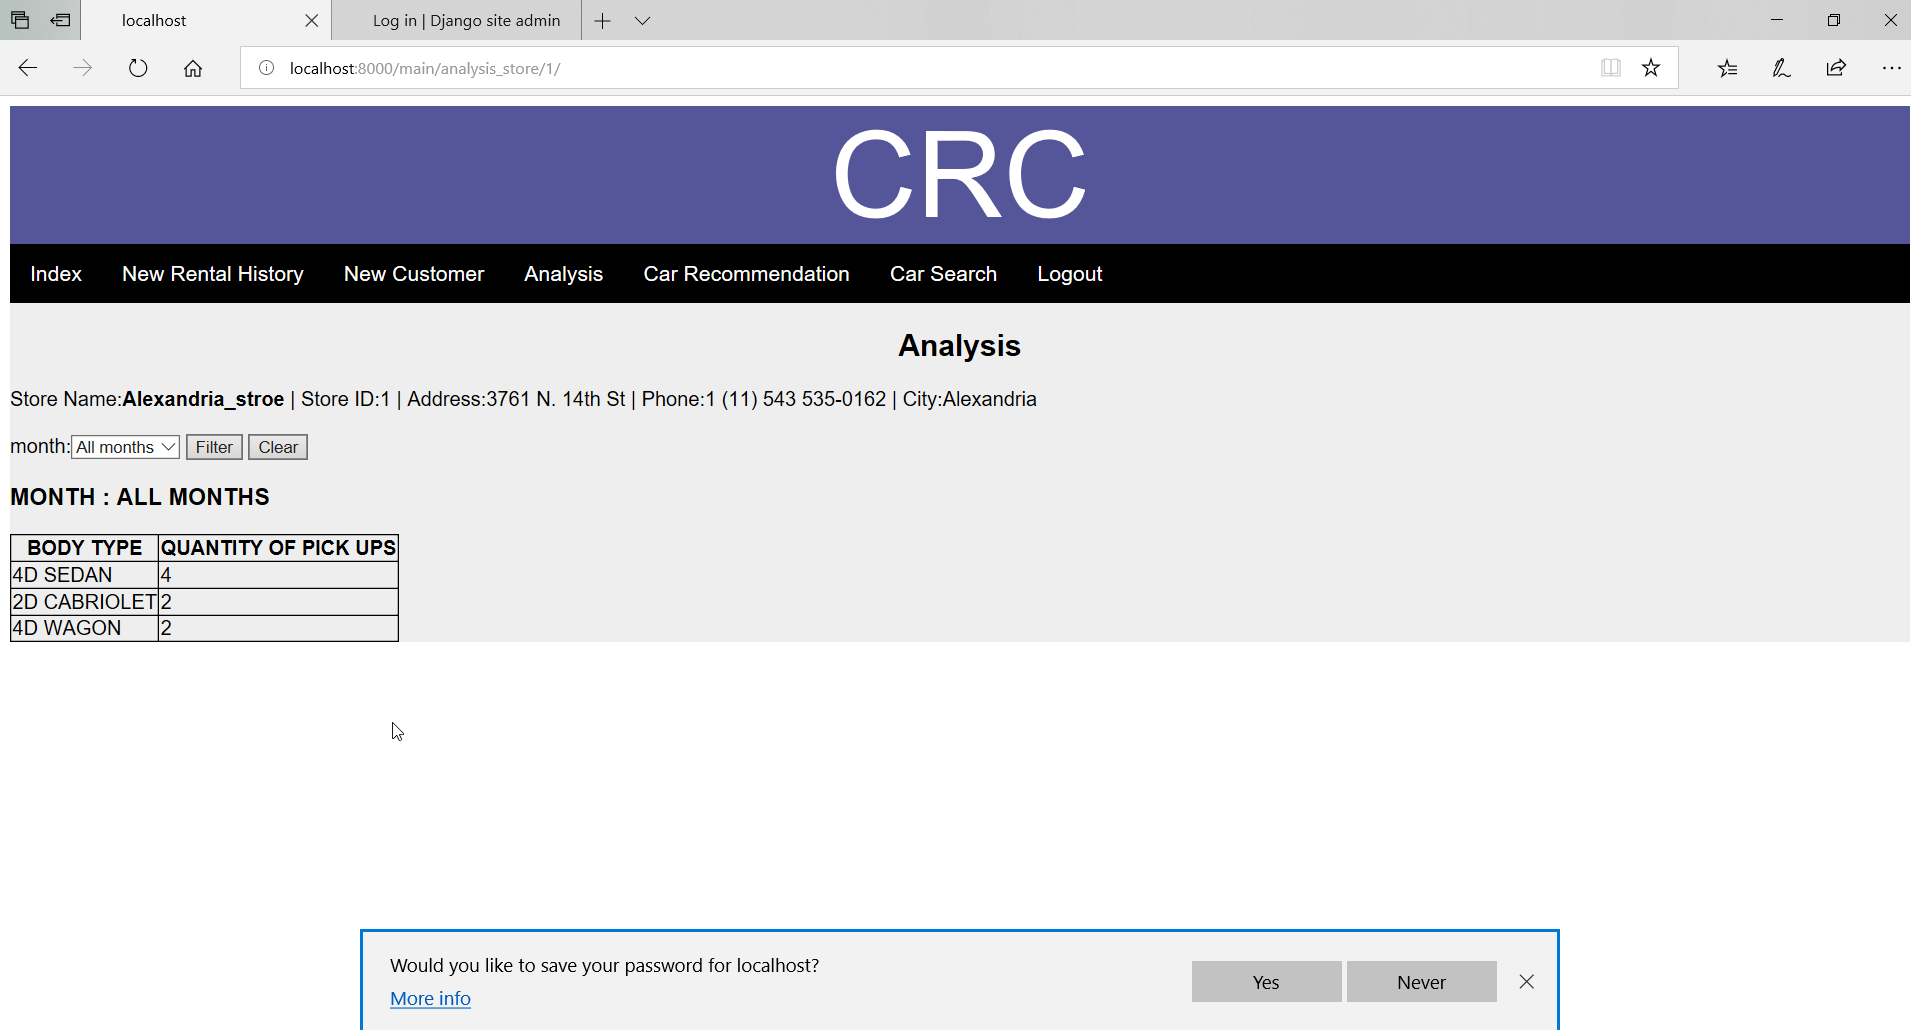 localhost
Log in | Django site admin
localhost:8000/main/analysis_store/1/
CRC
Index New Rental History New Customer Analysis Car Recommendation Car Search Logout
Analysis
Store Name:Alexandria_stroe | Store ID:1 | Address:3761 N. 14th St | Phone:1 (11) 543 535-0162 | City:Alexandria
month: All months Filter Clear
MONTH : ALL MONTHS
BODY TYPE QUANTITY OF PICK UPS
4D SEDAN 4
2D CABRIOLET 2
4D WAGON 2
Would you like to save your password for localhost?
More info
Yes Never